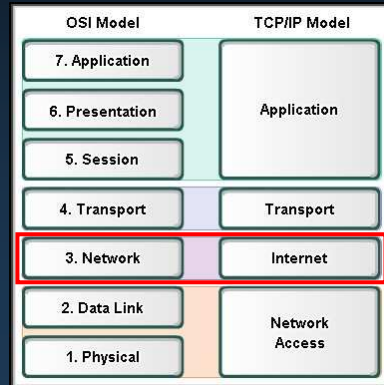 OSI Model TCP/IP Model
7. Application
6. Presentation
Application
5. Session
4. Transport Transport
3. Network Internet
2. Data Link
Network
Access
1. Physical